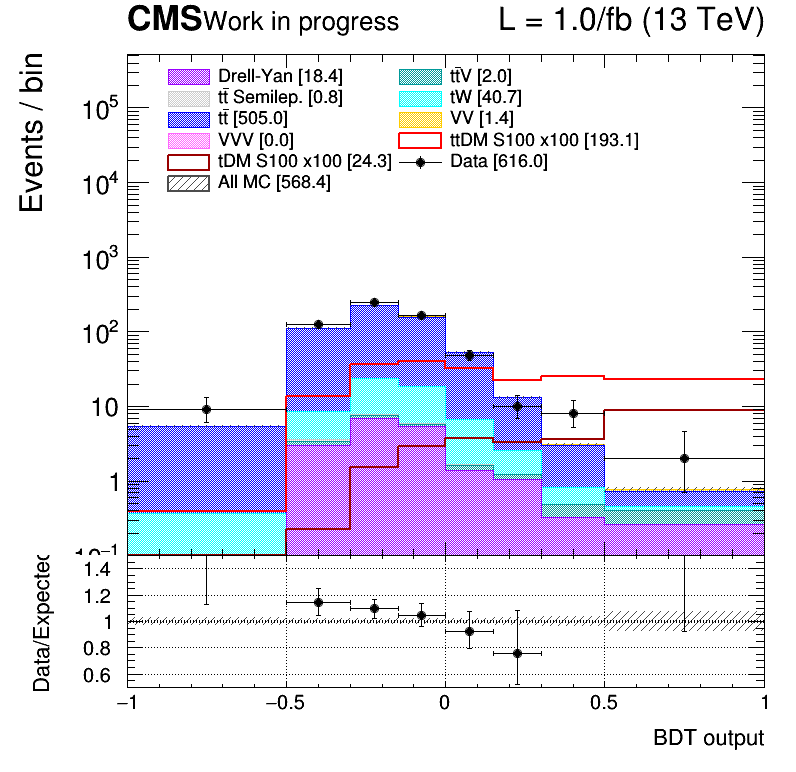 CMS Work in progress L = 1.0/fb (13 TeV)
Events / bin
Drell-Yan [18.4] tt̄V [2.0]
tt̄ Semilep. [0.8] tW [40.7]
tt̄ [505.0] VV [1.4]
VVV [0.0] ttDM S100 x100 [193.1]
tDM S100 x100 [24.3] Data [616.0]
All MC [568.4]
10⁵
10⁴
10³
10²
10
1
10⁻¹
Data/Expected
1.4
1.2
1
0.8
0.6
−1 −0.5 0 0.5 1
BDT output